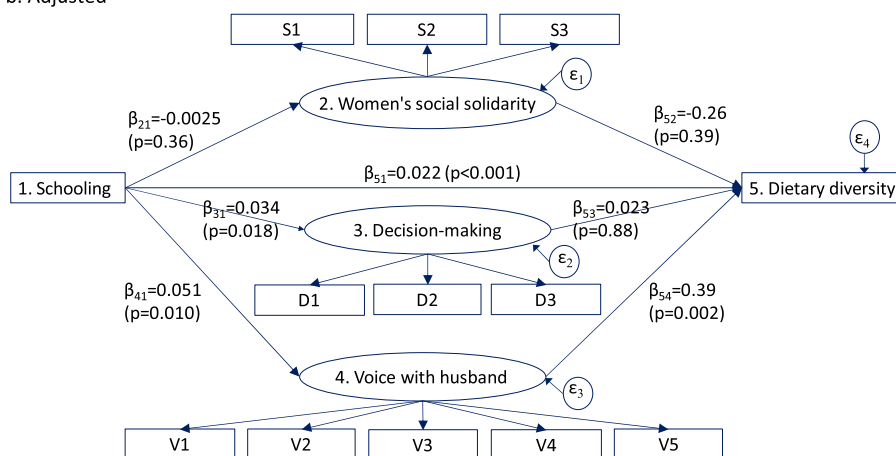 b. Adjusted
S1
S2
S3
ε1
2. Women's social solidarity
β21=-0.0025
(p=0.36)
β52=-0.26
(p=0.39)
ε4
β51=0.022 (p<0.001)
1. Schooling
5. Dietary diversity
β31=0.034
(p=0.018)
β53=0.023
(p=0.88)
3. Decision-making
ε2
D1
D2
D3
β41=0.051
(p=0.010)
β54=0.39
(p=0.002)
4. Voice with husband
ε3
V1
V2
V3
V4
V5